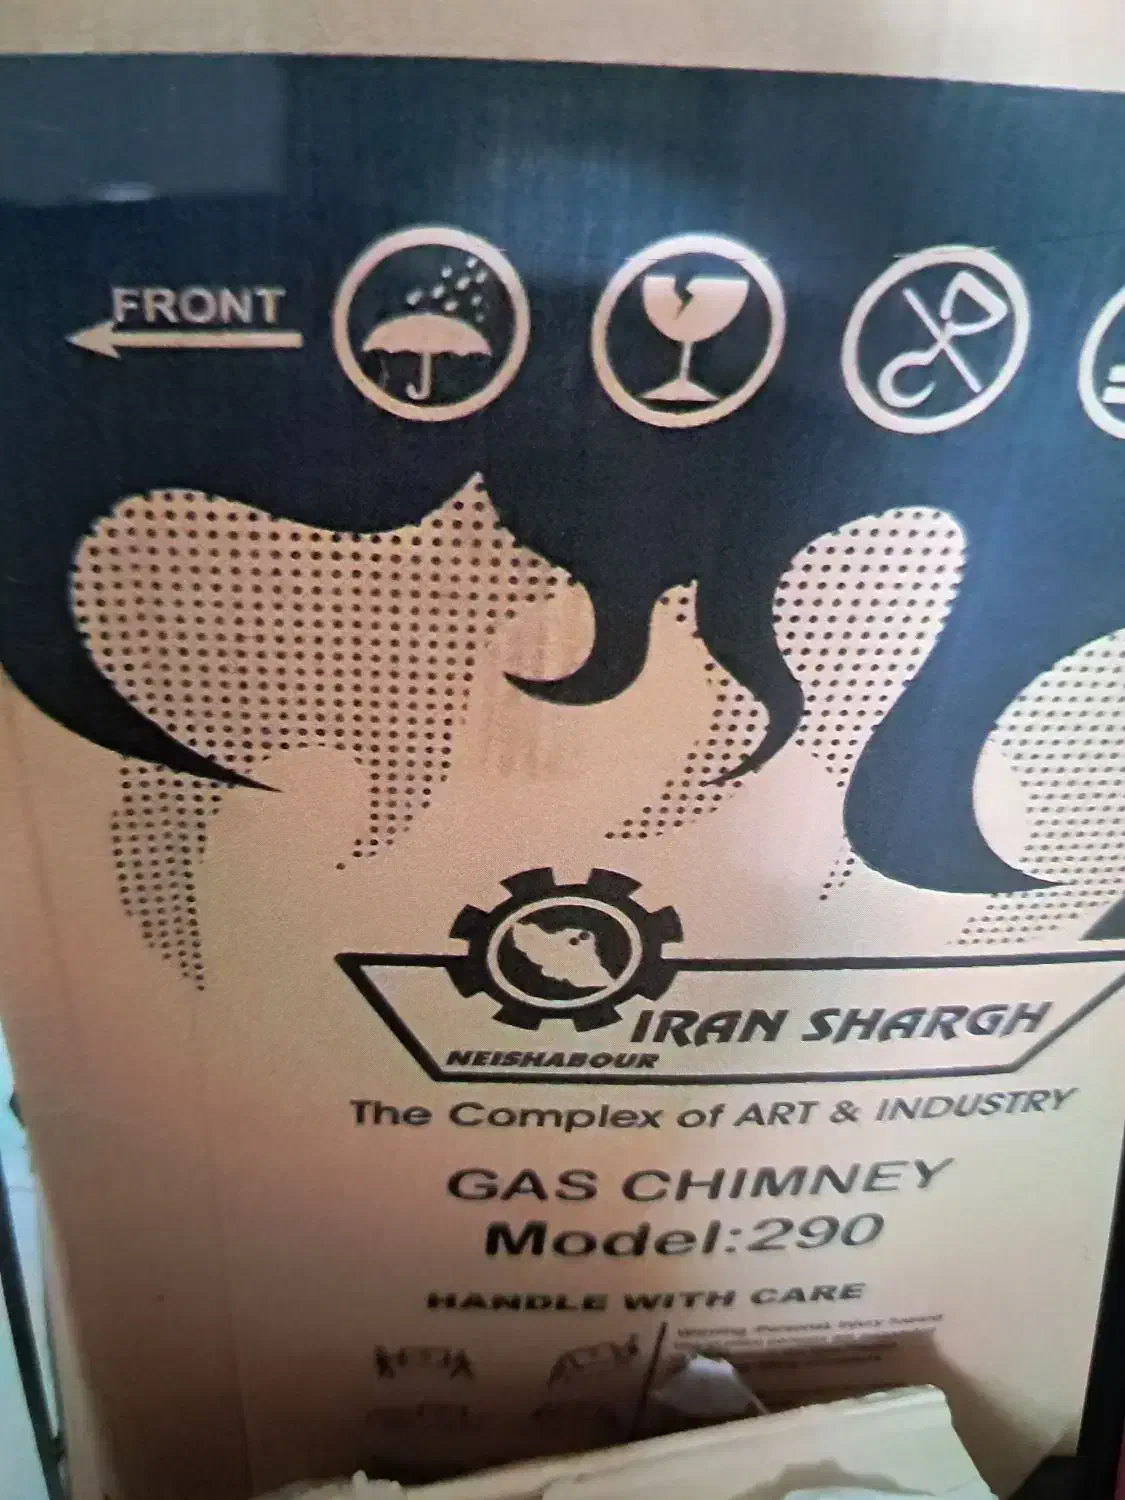 FRONT
IRAN SHARGH
NEISHABOUR
The Complex of ART & INDUSTRY
GAS CHIMNEY
Model:290
HANDLE WITH CARE